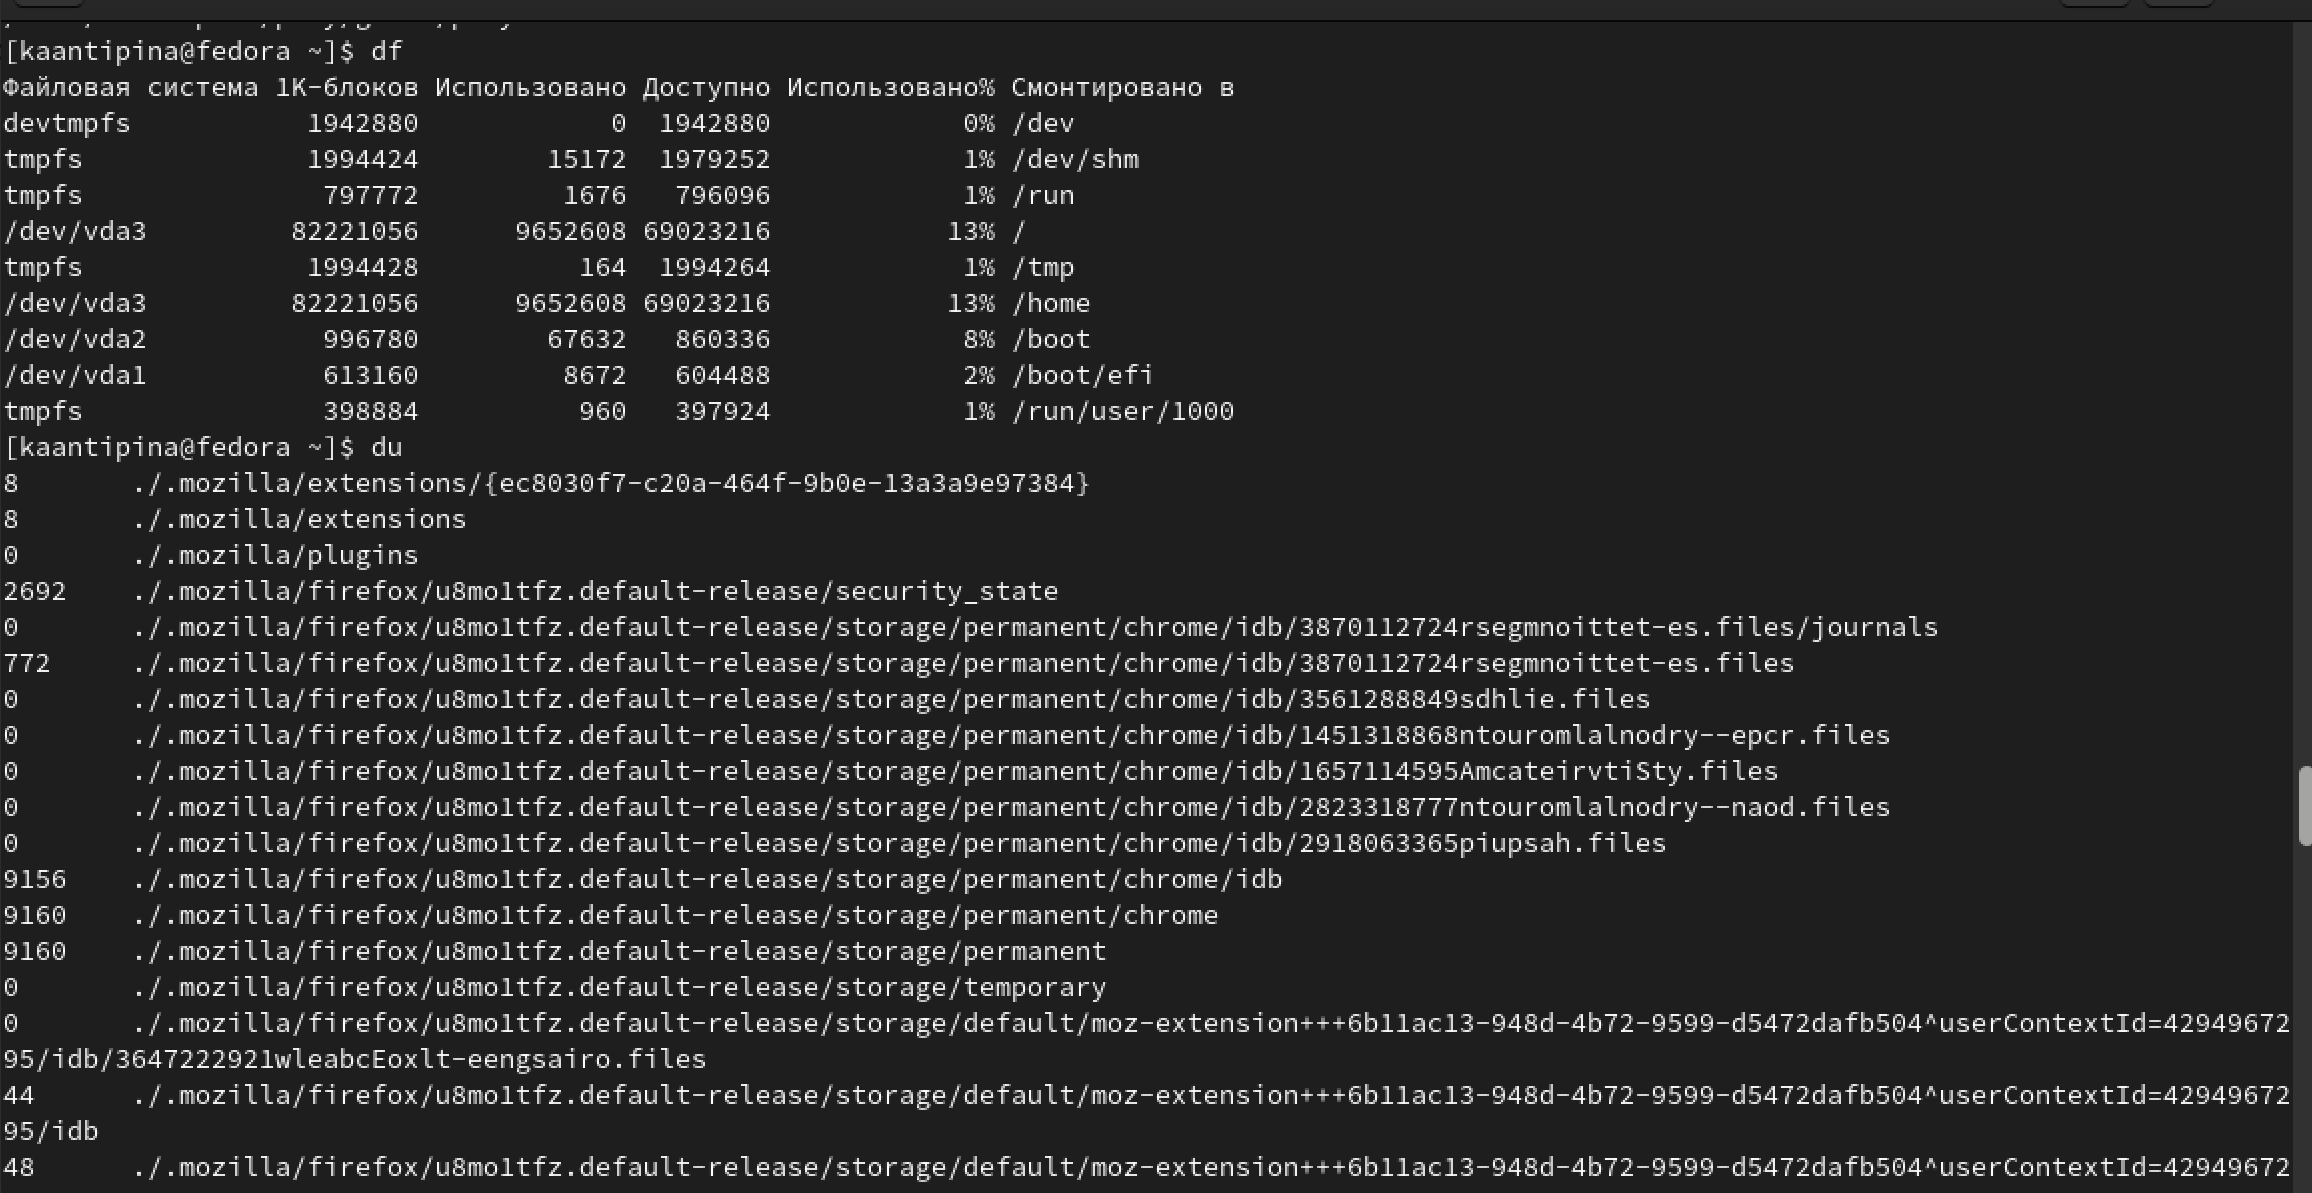 [kaantipina@fedora ~]$ df
Файловая система 1K-блоков Использовано Доступно Использовано% Смонтировано в
devtmpfs 1942880 0 1942880 0% /dev
tmpfs 1994424 15172 1979252 1% /dev/shm
tmpfs 797772 1676 796096 1% /run
/dev/vda3 82221056 9652608 69023216 13% /
tmpfs 1994428 164 1994264 1% /tmp
/dev/vda3 82221056 9652608 69023216 13% /home
/dev/vda2 996780 67632 860336 8% /boot
/dev/vda1 613160 8672 604488 2% /boot/efi
tmpfs 398884 960 397924 1% /run/user/1000
[kaantipina@fedora ~]$ du
8 ./.mozilla/extensions/{ec8030f7-c20a-464f-9b0e-13a3a9e97384}
8 ./.mozilla/extensions
0 ./.mozilla/plugins
2692 ./.mozilla/firefox/u8mo1tfz.default-release/security_state
0 ./.mozilla/firefox/u8mo1tfz.default-release/storage/permanent/chrome/idb/3870112724rsegmnoittet-es.files/journals
772 ./.mozilla/firefox/u8mo1tfz.default-release/storage/permanent/chrome/idb/3870112724rsegmnoittet-es.files
0 ./.mozilla/firefox/u8mo1tfz.default-release/storage/permanent/chrome/idb/3561288849sdhlie.files
0 ./.mozilla/firefox/u8mo1tfz.default-release/storage/permanent/chrome/idb/1451318868ntouromlalnodry--epcr.files
0 ./.mozilla/firefox/u8mo1tfz.default-release/storage/permanent/chrome/idb/1657114595AmcateirvtiSty.files
0 ./.mozilla/firefox/u8mo1tfz.default-release/storage/permanent/chrome/idb/2823318777ntouromlalnodry--naod.files
0 ./.mozilla/firefox/u8mo1tfz.default-release/storage/permanent/chrome/idb/2918063365piupsah.files
9156 ./.mozilla/firefox/u8mo1tfz.default-release/storage/permanent/chrome/idb
9160 ./.mozilla/firefox/u8mo1tfz.default-release/storage/permanent/chrome
9160 ./.mozilla/firefox/u8mo1tfz.default-release/storage/permanent
0 ./.mozilla/firefox/u8mo1tfz.default-release/storage/temporary
0 ./.mozilla/firefox/u8mo1tfz.default-release/storage/default/moz-extension+++6b11ac13-948d-4b72-9599-d5472dafb504^userContextId=42949672
95/idb/3647222921wleabcEoxlt-eengsairo.files
44 ./.mozilla/firefox/u8mo1tfz.default-release/storage/default/moz-extension+++6b11ac13-948d-4b72-9599-d5472dafb504^userContextId=42949672
95/idb
48 ./.mozilla/firefox/u8mo1tfz.default-release/storage/default/moz-extension+++6b11ac13-948d-4b72-9599-d5472dafb504^userContextId=42949672